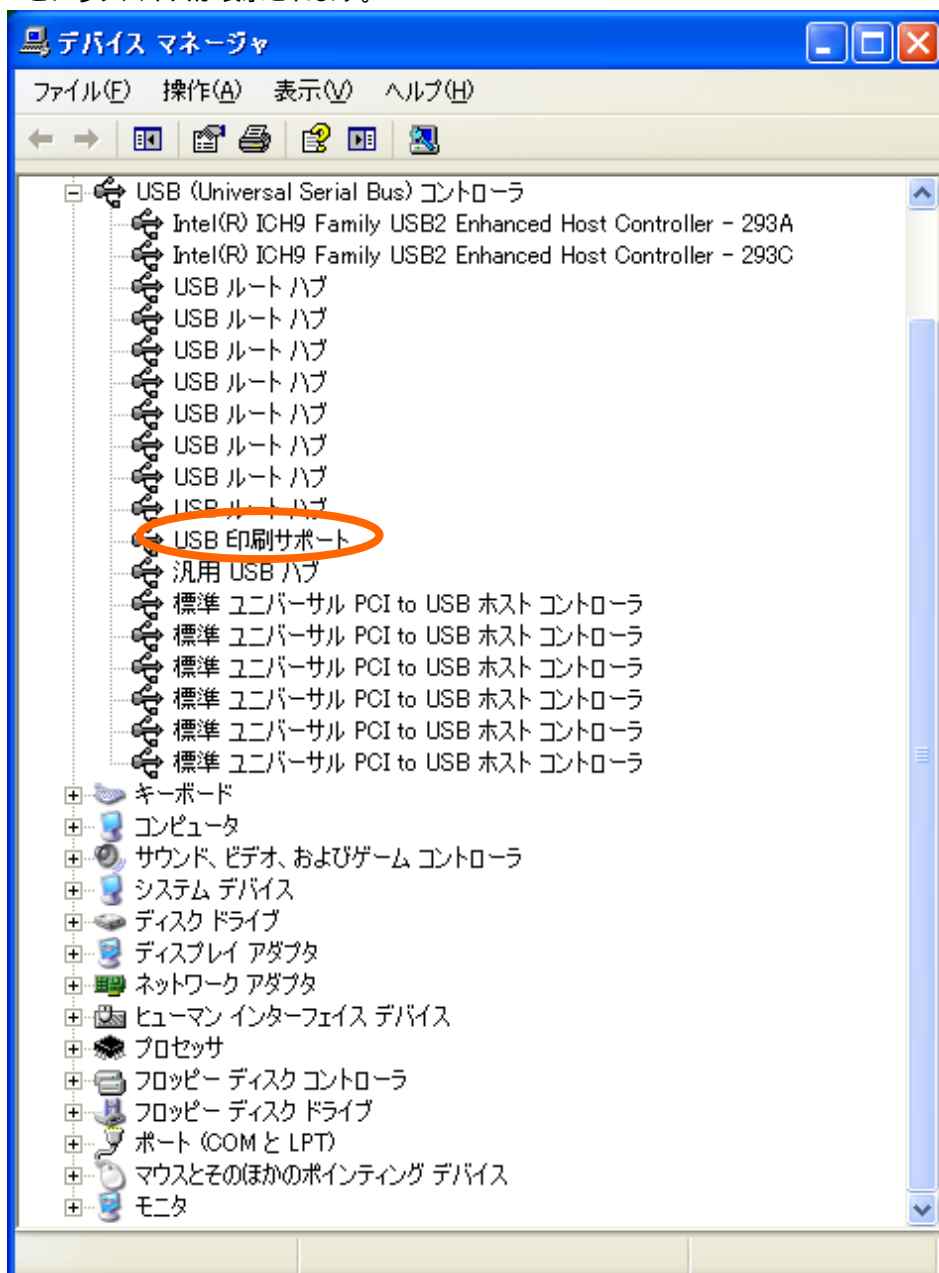 デバイス マネージャ
ファイル(F) 操作(A) 表示(V) ヘルプ(H)
USB (Universal Serial Bus) コントローラ
Intel(R) ICH9 Family USB2 Enhanced Host Controller - 293A
Intel(R) ICH9 Family USB2 Enhanced Host Controller - 293C
USB ルート ハブ
USB ルート ハブ
USB ルート ハブ
USB ルート ハブ
USB ルート ハブ
USB ルート ハブ
USB ルート ハブ
USB ルート ハブ
USB 印刷サポート
汎用 USB ハブ
標準 ユニバーサル PCI to USB ホスト コントローラ
標準 ユニバーサル PCI to USB ホスト コントローラ
標準 ユニバーサル PCI to USB ホスト コントローラ
標準 ユニバーサル PCI to USB ホスト コントローラ
標準 ユニバーサル PCI to USB ホスト コントローラ
標準 ユニバーサル PCI to USB ホスト コントローラ
キーボード
コンピュータ
サウンド、ビデオ、およびゲーム コントローラ
システム デバイス
ディスク ドライブ
ディスプレイ アダプタ
ネットワーク アダプタ
ヒューマン インターフェイス デバイス
プロセッサ
フロッピー ディスク コントローラ
フロッピー ディスク ドライブ
ポート (COM と LPT)
マウスとそのほかのポインティング デバイス
モニタ